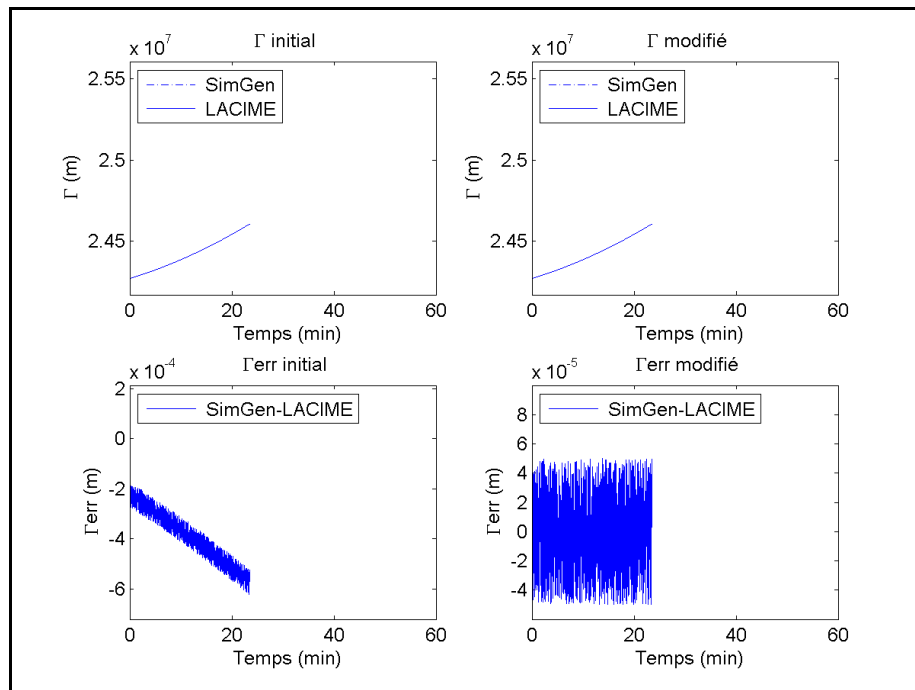 Γ initial
x 10^7
2.55
2.5
2.45
Γ (m)
SimGen
LACIME
0 20 40 60
Temps (min)
Γ modifié
x 10^7
2.55
2.5
2.45
Γ (m)
SimGen
LACIME
0 20 40 60
Temps (min)
Γerr initial
x 10^-4
2
0
-2
-4
-6
Γerr (m)
SimGen-LACIME
0 20 40 60
Temps (min)
Γerr modifié
x 10^-5
8
6
4
2
0
-2
-4
Γerr (m)
SimGen-LACIME
0 20 40 60
Temps (min)